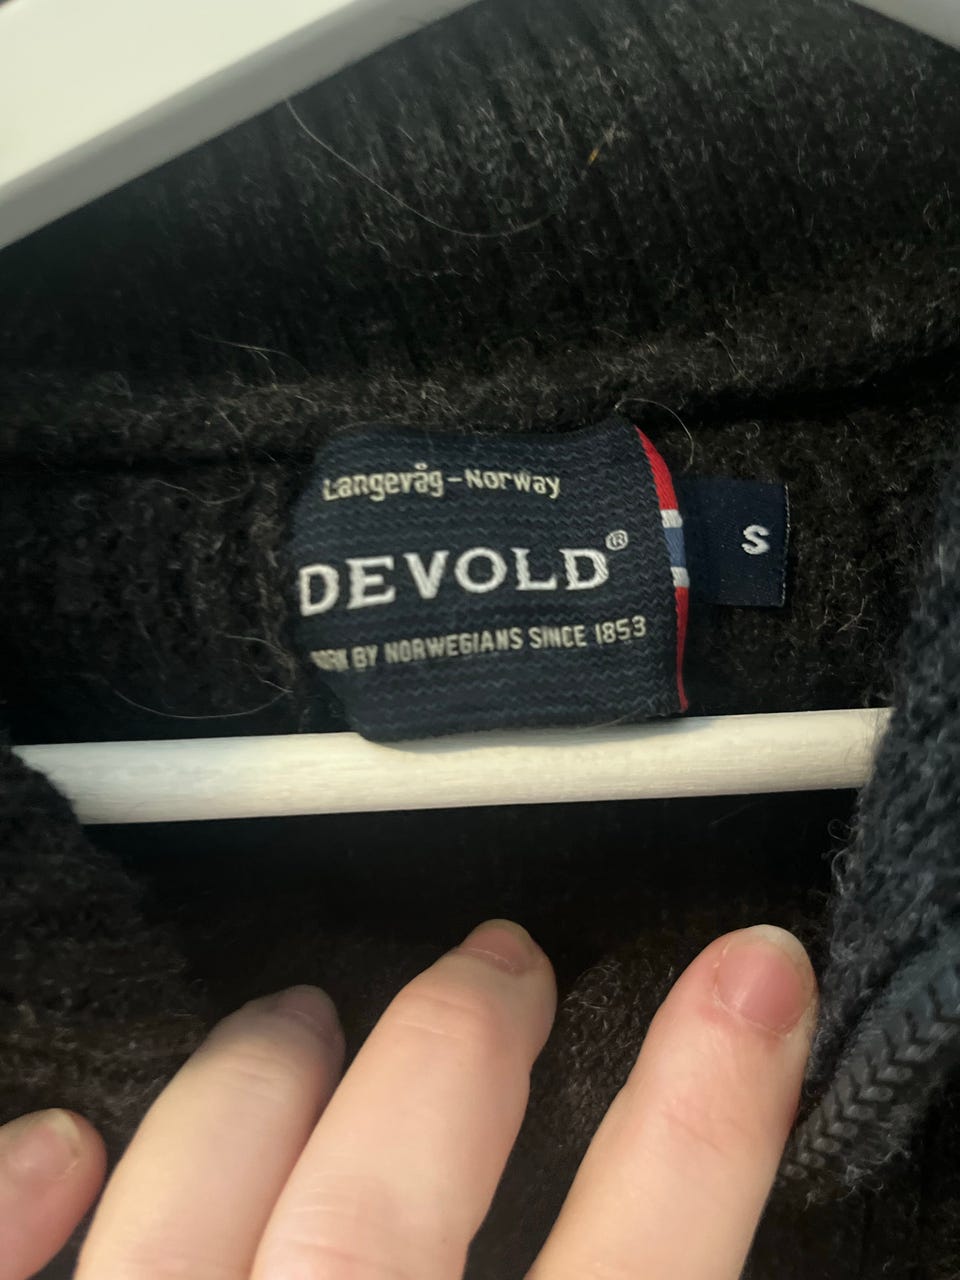 Langevåg-Norway
DEVOLD®
BY NORWEGIANS SINCE 1853
S